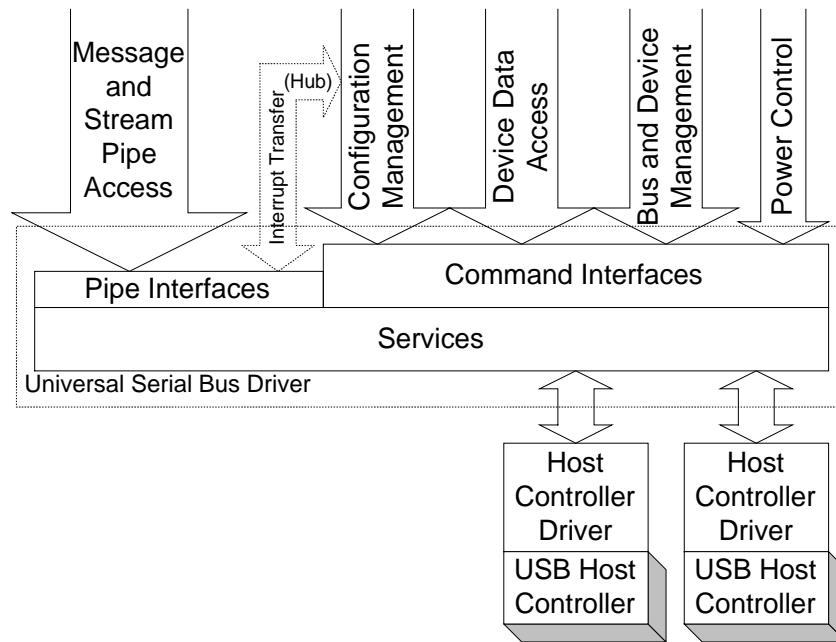 Message
and
Stream
Pipe
Access
(Hub)
Interrupt Transfer
Configuration
Management
Device Data
Access
Bus and Device
Management
Power Control
Pipe Interfaces
Command Interfaces
Services
Universal Serial Bus Driver
Host
Controller
Driver
USB Host
Controller
Host
Controller
Driver
USB Host
Controller